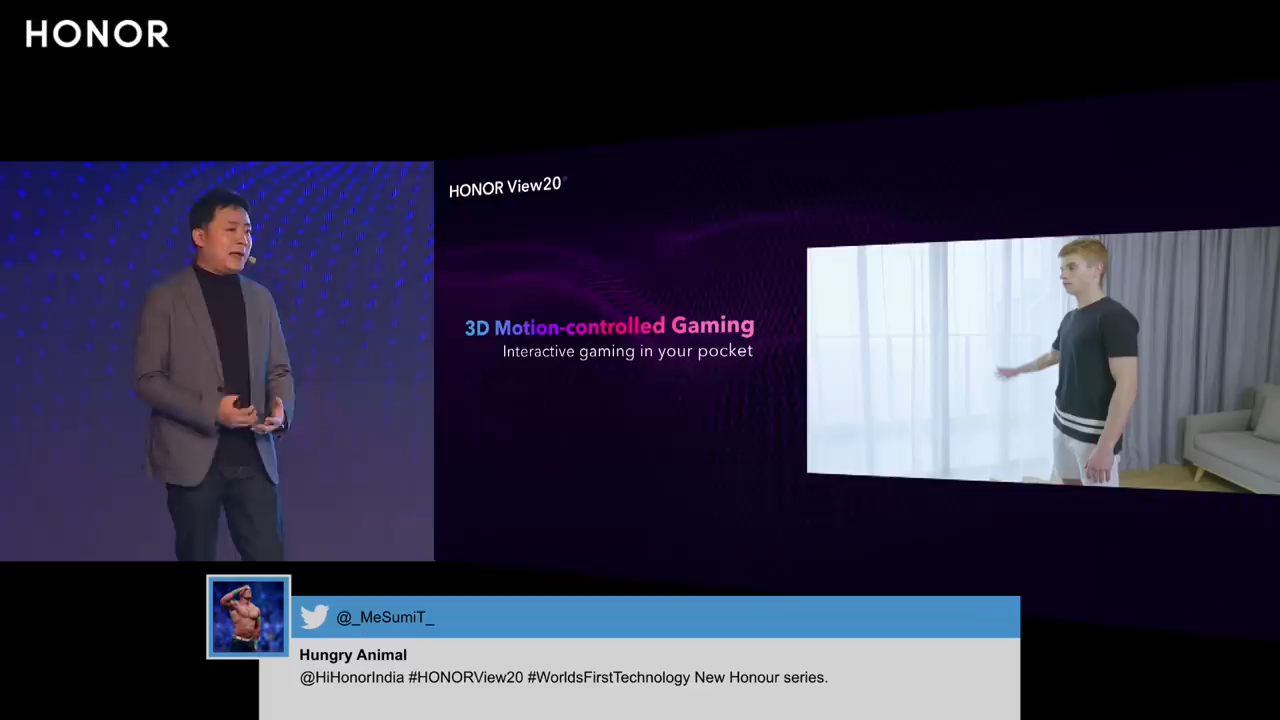 HONOR
HONOR View20
3D Motion-controlled Gaming
Interactive gaming in your pocket
@_MeSumiT_
Hungry Animal
@HiHonorIndia #HONORView20 #WorldsFirstTechnology New Honour series.